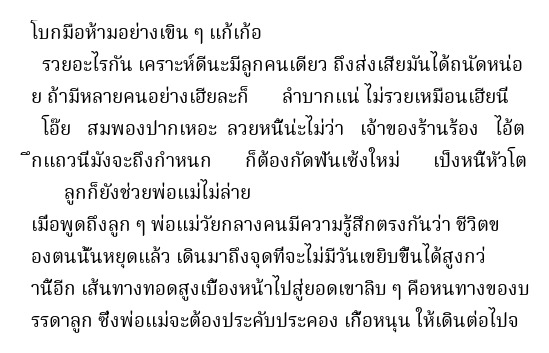 โบกมือห้ามอย่างเขิน ๆ แก้เก้อ
รวยอะไรกัน เคราะห์ดีนะมีลูกคนเดียว ถึงส่งเสียมันได้ถนัดหน่อ
ย ถ้ามีหลายคนอย่างเฮียละก็ ลำบากแน่ ไม่รวยเหมือนเฮียนี่
โอ๊ย สมพองปากเหอะ ลวยหนี้น่ะไม่ว่า เจ้าของร้านร้อง ไอ้ต
ึกแถวนี่มังจะถึงกำหนก ก็ต้องกัดฟันเซ้งใหม่ เป็งหนี้หัวโต
ลูกก็ยังช่วยพ่อแม่ไม่ล่าย
เมื่อพูดถึงลูก ๆ พ่อแม่วัยกลางคนมีความรู้สึกตรงกันว่า ชีวิตข
องตนนั้นหยุดแล้ว เดินมาถึงจุดที่จะไม่มีวันเขยิบขึ้นได้สูงกว่
านี้อีก เส้นทางทอดสูงเบื้องหน้าไปสู่ยอดเขาลิบ ๆ คือหนทางของบ
รรดาลูก ซึ่งพ่อแม่จะต้องประคับประคอง เกื้อหนุน ให้เดินต่อไปจ